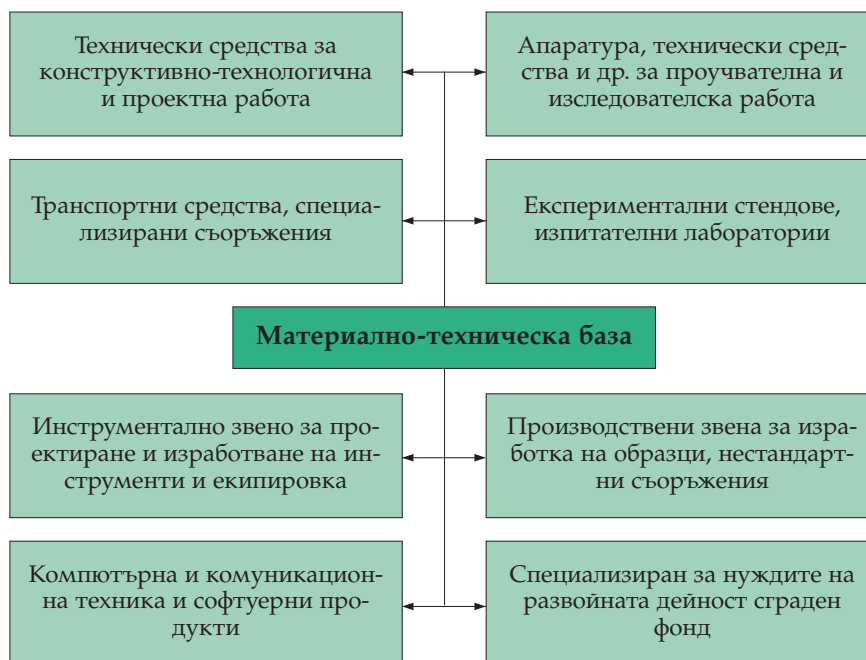 Технически средства за
конструктивно-технологична
и проектна работа
Апаратура, технически сред-
ства и др. за проучвателна и
изследователска работа
Транспортни средства, специа-
лизирани съоръжения
Експериментални стендове,
изпитателни лаборатории
Материално-техническа база
Инструментално звено за про-
ектиране и изработване на ин-
струменти и екипировка
Производствени звена за изра-
ботка на образци, нестандарт-
ни съоръжения
Компютърна и комуникацион-
на техника и софтуерни про-
дукти
Специализиран за нуждите на
развойната дейност сграден
фонд